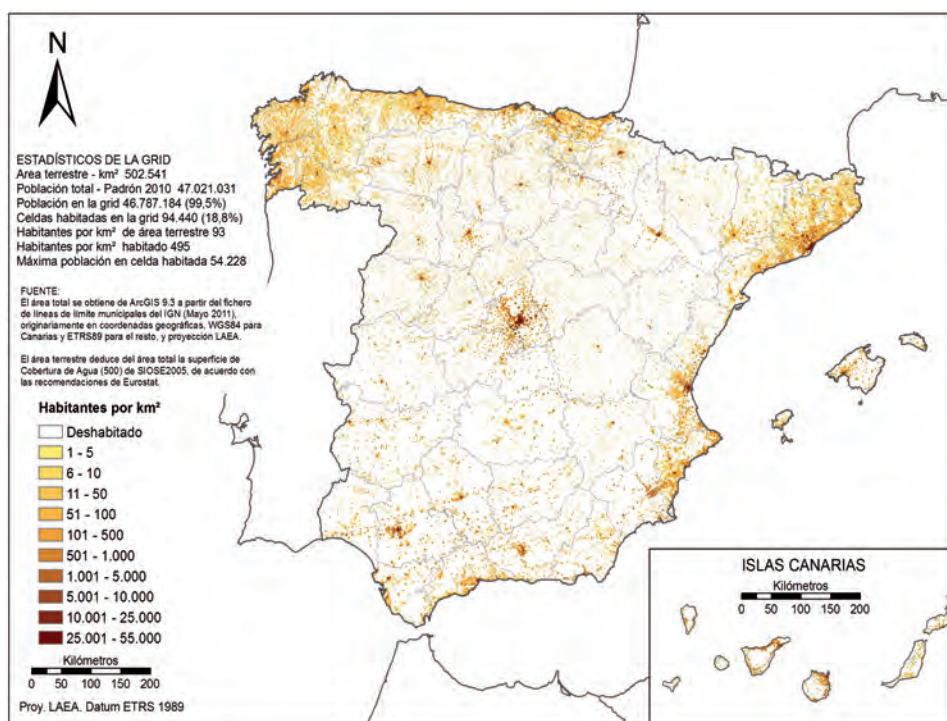 N
ESTADÍSTICOS DE LA GRID
Area terrestre - km² 502.541
Población total - Padrón 2010 47.021.031
Población en la grid 46.787.184 (99,5%)
Celdas habitadas en la grid 94.440 (18,8%)
Habitantes por km² de área terrestre 93
Habitantes por km² habitado 495
Máxima población en celda habitada 54.228
FUENTE:
El área total se obtiene de ArcGIS 9.3 a partir del fichero
de líneas de límite municipales del IGN (Mayo 2011),
originariamente en coordenadas geográficas, WGS84 para
Canarias y ETRS89 para el resto, y proyección LAEA.
El área terrestre deduce del área total la superficie de
Cobertura de Agua (500) de SIOSE2005, de acuerdo con
las recomendaciones de Eurostat.
Habitantes por km²
Deshabitado
1 - 5
6 - 10
11 - 50
51 - 100
101 - 500
501 - 1.000
1.001 - 5.000
5.001 - 10.000
10.001 - 25.000
25.001 - 55.000
Kilómetros
0 50 100 150 200
Proy. LAEA. Datum ETRS 1989
ISLAS CANARIAS
Kilómetros
0 50 100 150 200